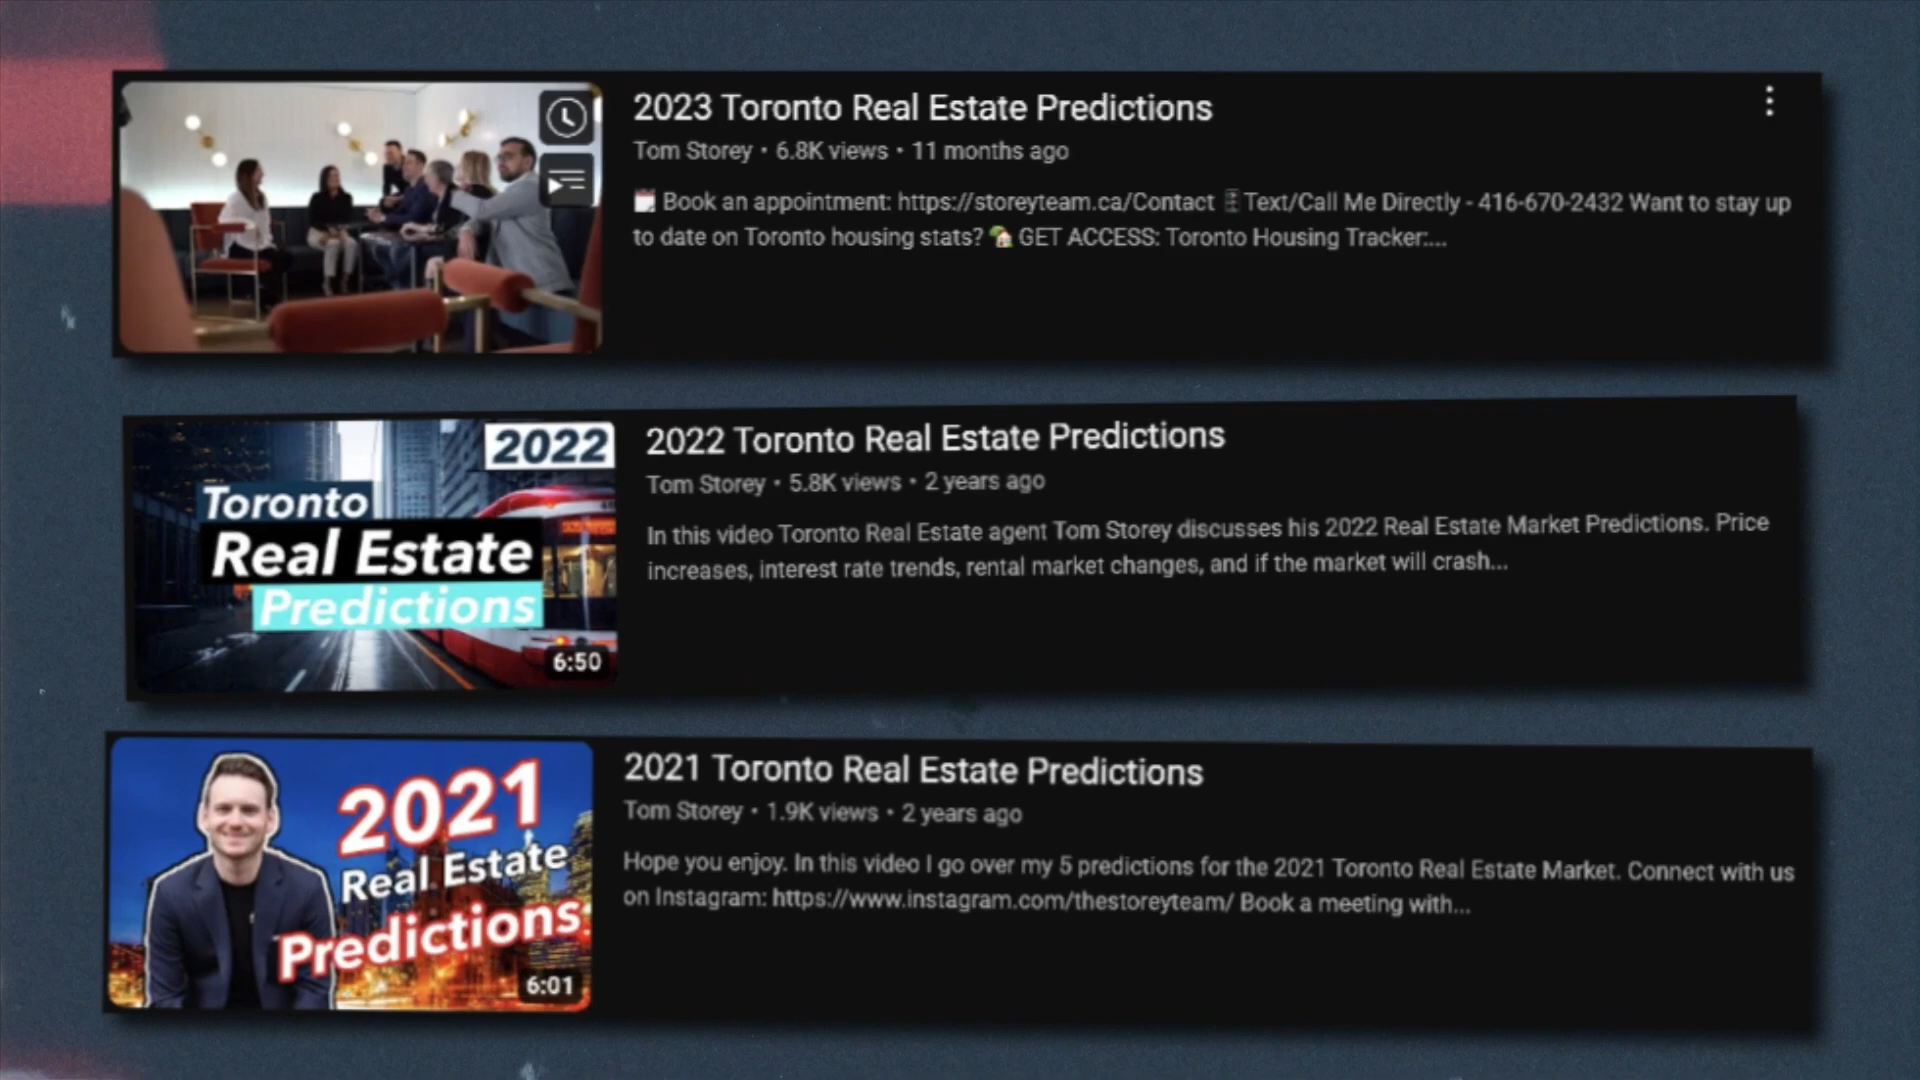 2023 Toronto Real Estate Predictions
Tom Storey • 6.8K views • 11 months ago
Book an appointment: https://storeyteam.ca/Contact Text/Call Me Directly - 416-670-2432 Want to stay up
to date on Toronto housing stats? GET ACCESS: Toronto Housing Tracker:...
2022
Toronto
Real Estate
Predictions
6:50
2022 Toronto Real Estate Predictions
Tom Storey • 5.8K views • 2 years ago
In this video Toronto Real Estate agent Tom Storey discusses his 2022 Real Estate Market Predictions. Price
increases, interest rate trends, rental market changes, and if the market will crash...
2021
Real Estate
Predictions
6:01
2021 Toronto Real Estate Predictions
Tom Storey • 1.9K views • 2 years ago
Hope you enjoy. In this video I go over my 5 predictions for the 2021 Toronto Real Estate Market. Connect with us
on Instagram: https://www.instagram.com/thestoreyteam/ Book a meeting with...